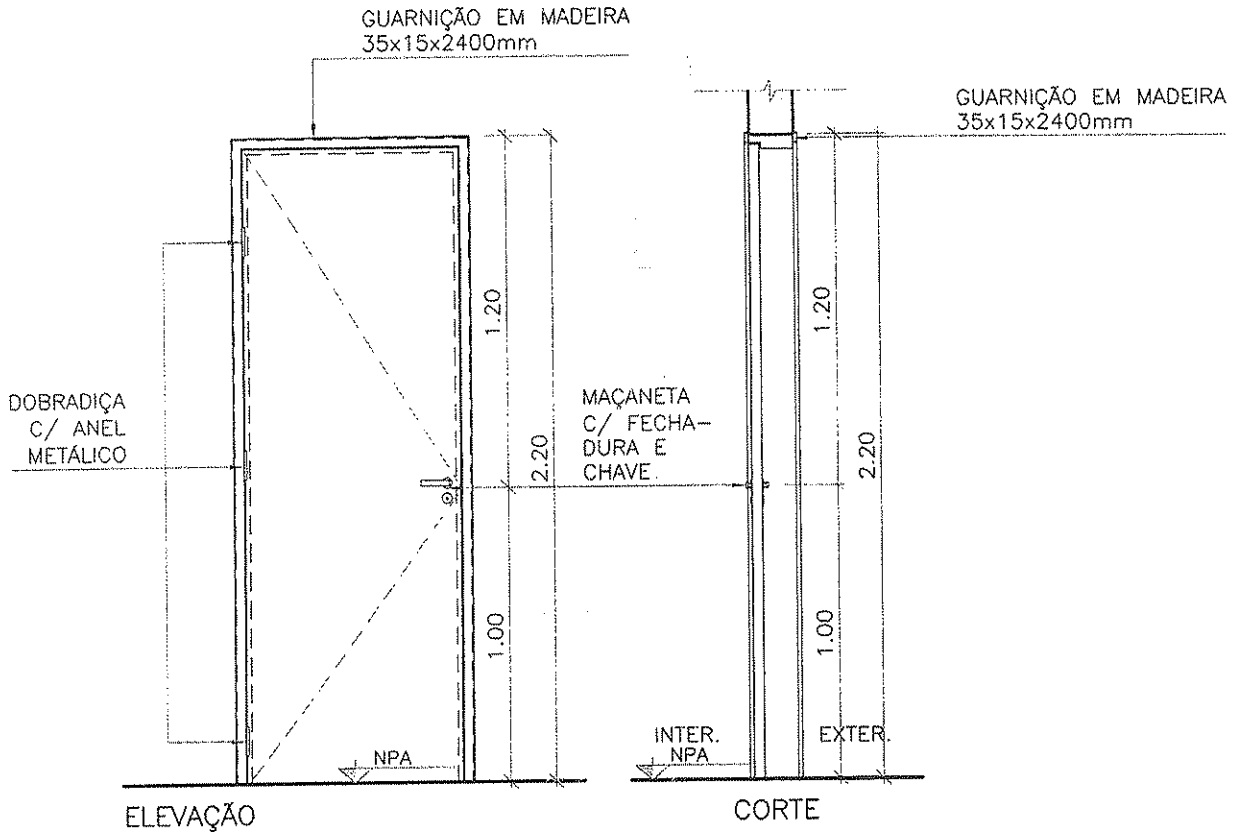 GUARNIÇÃO EM MADEIRA
35x15x2400mm
GUARNIÇÃO EM MADEIRA
35x15x2400mm
1.20
1.20
DOBRADIÇA
C/ ANEL
METÁLICO
MAÇANETA
C/ FECHA-
DURA E
CHAVE
2.20
2.20
1.00
1.00
NPA
INTER.
NPA
EXTER.
ELEVAÇÃO
CORTE